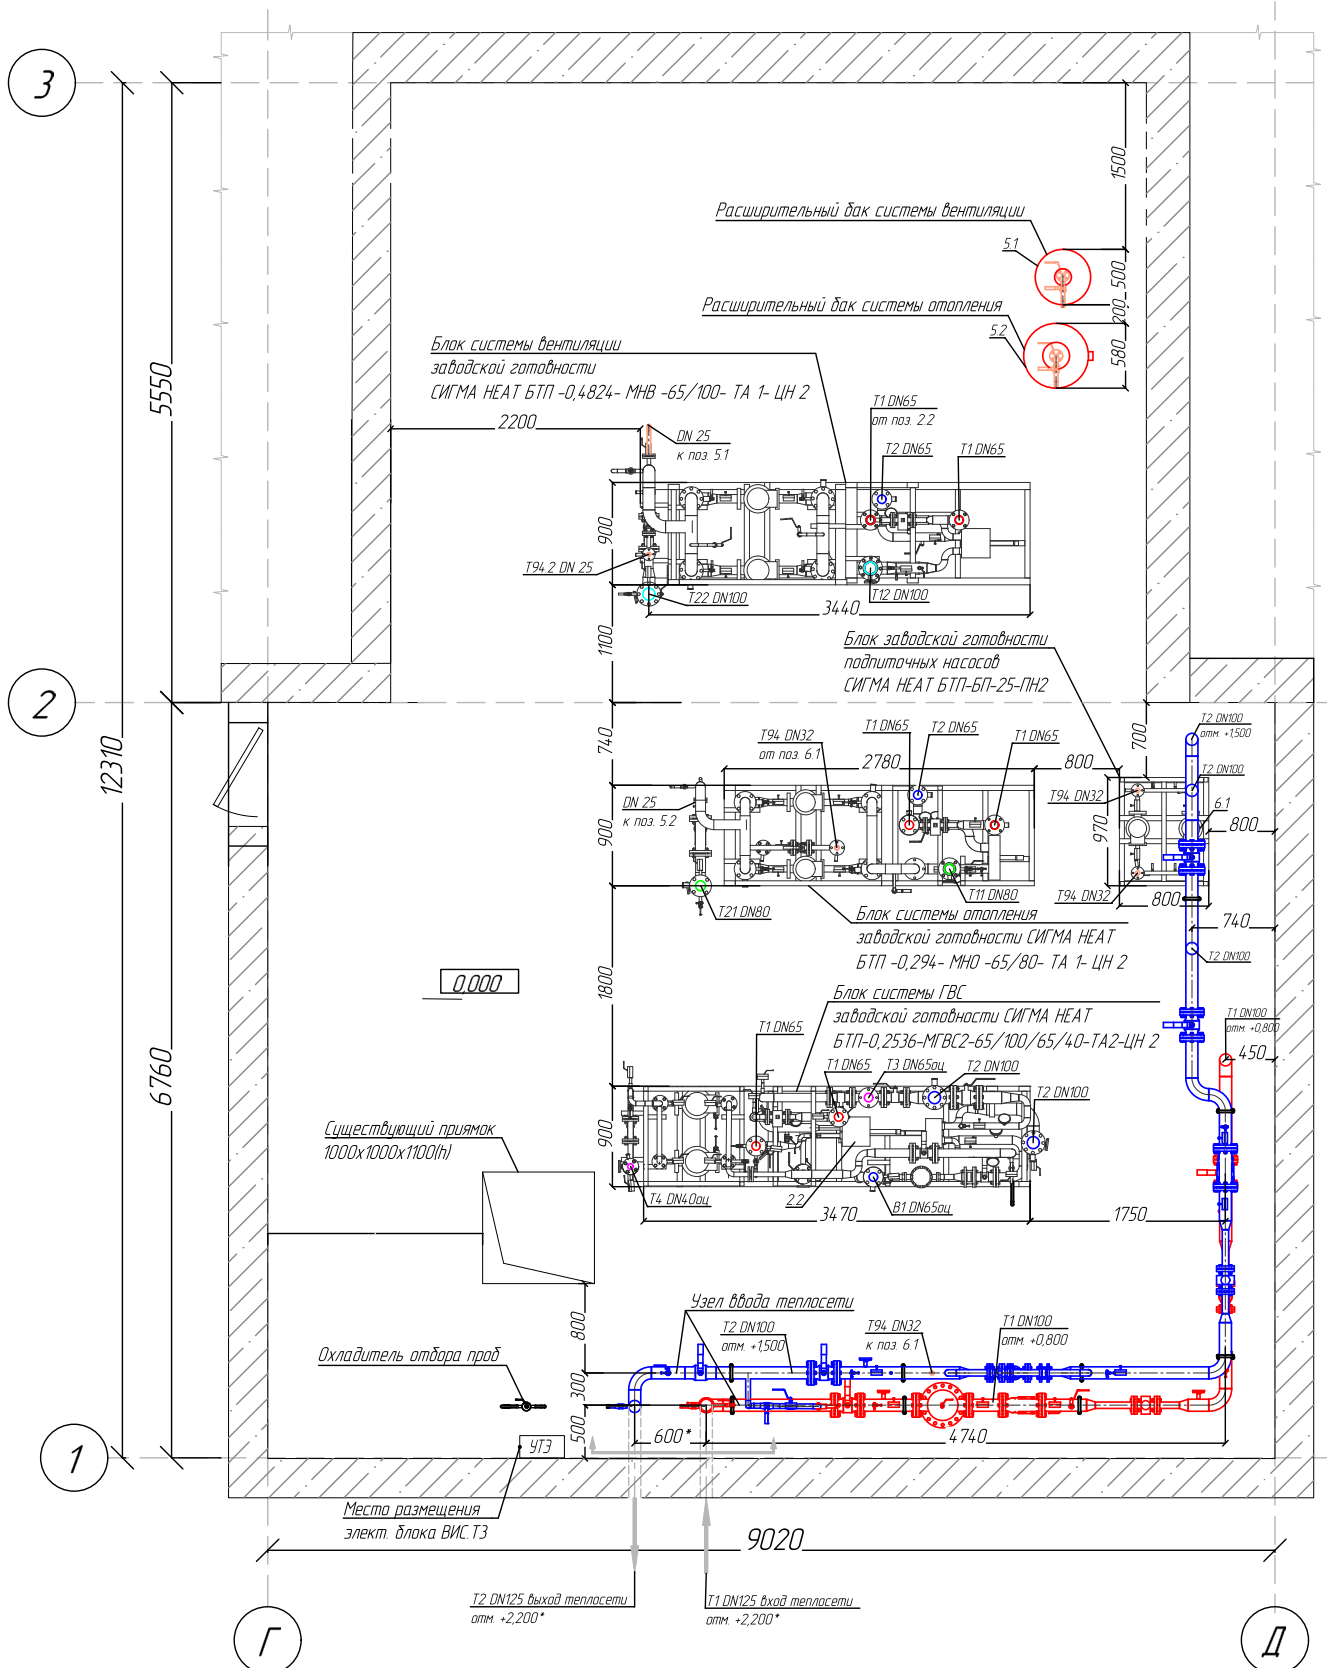 3
1500
Расширительный бак системы вентиляции
5.1
500
Расширительный бак системы отопления
200
5.2
580
Блок системы вентиляции
заводской готовности
СИГМА НЕАТ БТП -0,4824- МНВ -65/100- ТА 1- ЦН 2
5550
2200
DN 25
к поз. 5.1
T1 DN65
от поз. 2.2
T2 DN65
T1 DN65
900
T94.2 DN 25
T22 DN100
T12 DN100
3440
1100
Блок заводской готовности
подпиточных насосов
СИГМА НЕАТ БТП-БП-25-ПН2
2
12310
740
T94 DN32
от поз. 6.1
T1 DN65
T2 DN65
T1 DN65
700
T2 DN100
отм. +1,500
2780
800
T2 DN100
DN 25
к поз. 5.2
T94 DN32
6.1
900
970
800
T21 DN80
T11 DN80
T94 DN32
800
Блок системы отопления
заводской готовности СИГМА НЕАТ
БТП -0,294- МНО -65/80- ТА 1- ЦН 2
740
T2 DN100
0,000
1800
Блок системы ГВС
заводской готовности СИГМА НЕАТ
БТП-0,2536-МГВС2-65/100/65/40-ТА2-ЦН 2
T1 DN100
отм. +0,800
450
6760
T1 DN65
T1 DN65
T3 DN65оц
T2 DN100
T2 DN100
900
Существующий приямок
1000х1000х1100(h)
T4 DN40оц
2.2
B1 DN65оц
3470
1750
Узел ввода теплосети
800
T2 DN100
отм. +1,500
T94 DN32
к поз. 6.1
T1 DN100
отм. +0,800
Охладитель отбора проб
300
500
600*
4740
УТЭ
1
Место размещения
элект. блока ВИС.Т3
9020
T2 DN125 выход теплосети
отм. +2,200*
T1 DN125 вход теплосети
отм. +2,200*
Г
Д